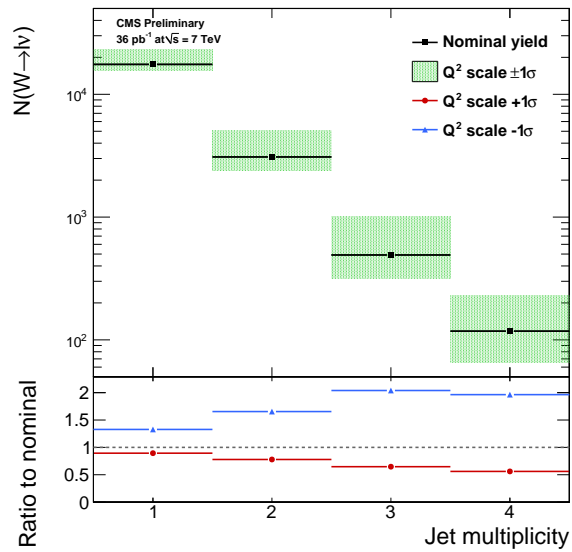 CMS Preliminary
36 pb⁻¹ at √s = 7 TeV
Nominal yield
Q² scale ±1σ
Q² scale +1σ
Q² scale -1σ
N(W→lν)
10⁴
10³
10²
Ratio to nominal
2
1.5
1
0.5
0
1 2 3 4
Jet multiplicity